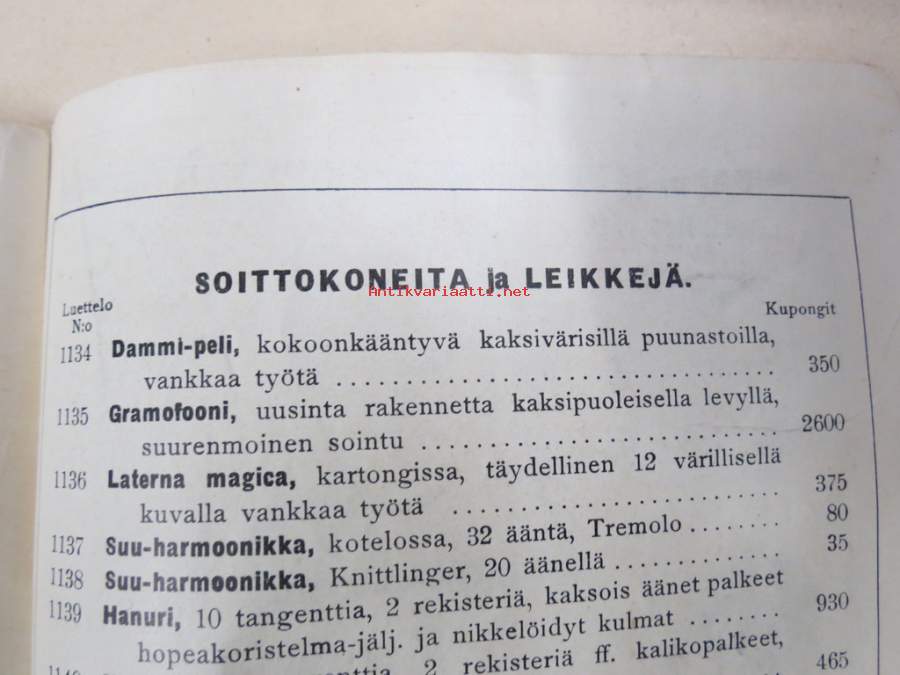 SOITTOKONEITA ja LEIKKEJÄ.
Antikvariaatti.net
Luettelo
N:o
Kupongit
1134 Dammi-peli, kokoonkääntyvä kaksivärisillä puunastoilla,
vankkaa työtä ................................ 350
1135 Gramofooni, uusinta rakennetta kaksipuoleisella levyllä,
suurenmoinen sointu ........................... 2600
1136 Laterna magica, kartongissa, täydellinen 12 värillisellä
kuvalla vankkaa työtä ........................ 375
1137 Suu-harmoonikka, kotelossa, 32 ääntä, Tremolo ........ 80
1138 Suu-harmoonikka, Knittlinger, 20 äänellä ............. 35
1139 Hanuri, 10 tangenttia, 2 rekisteriä, kaksois äänet palkeet
hopeakoristelma-jälj. ja nikkelöidyt kulmat ........ 930
2 rekisteriä ff. kalikopalkeet,
465